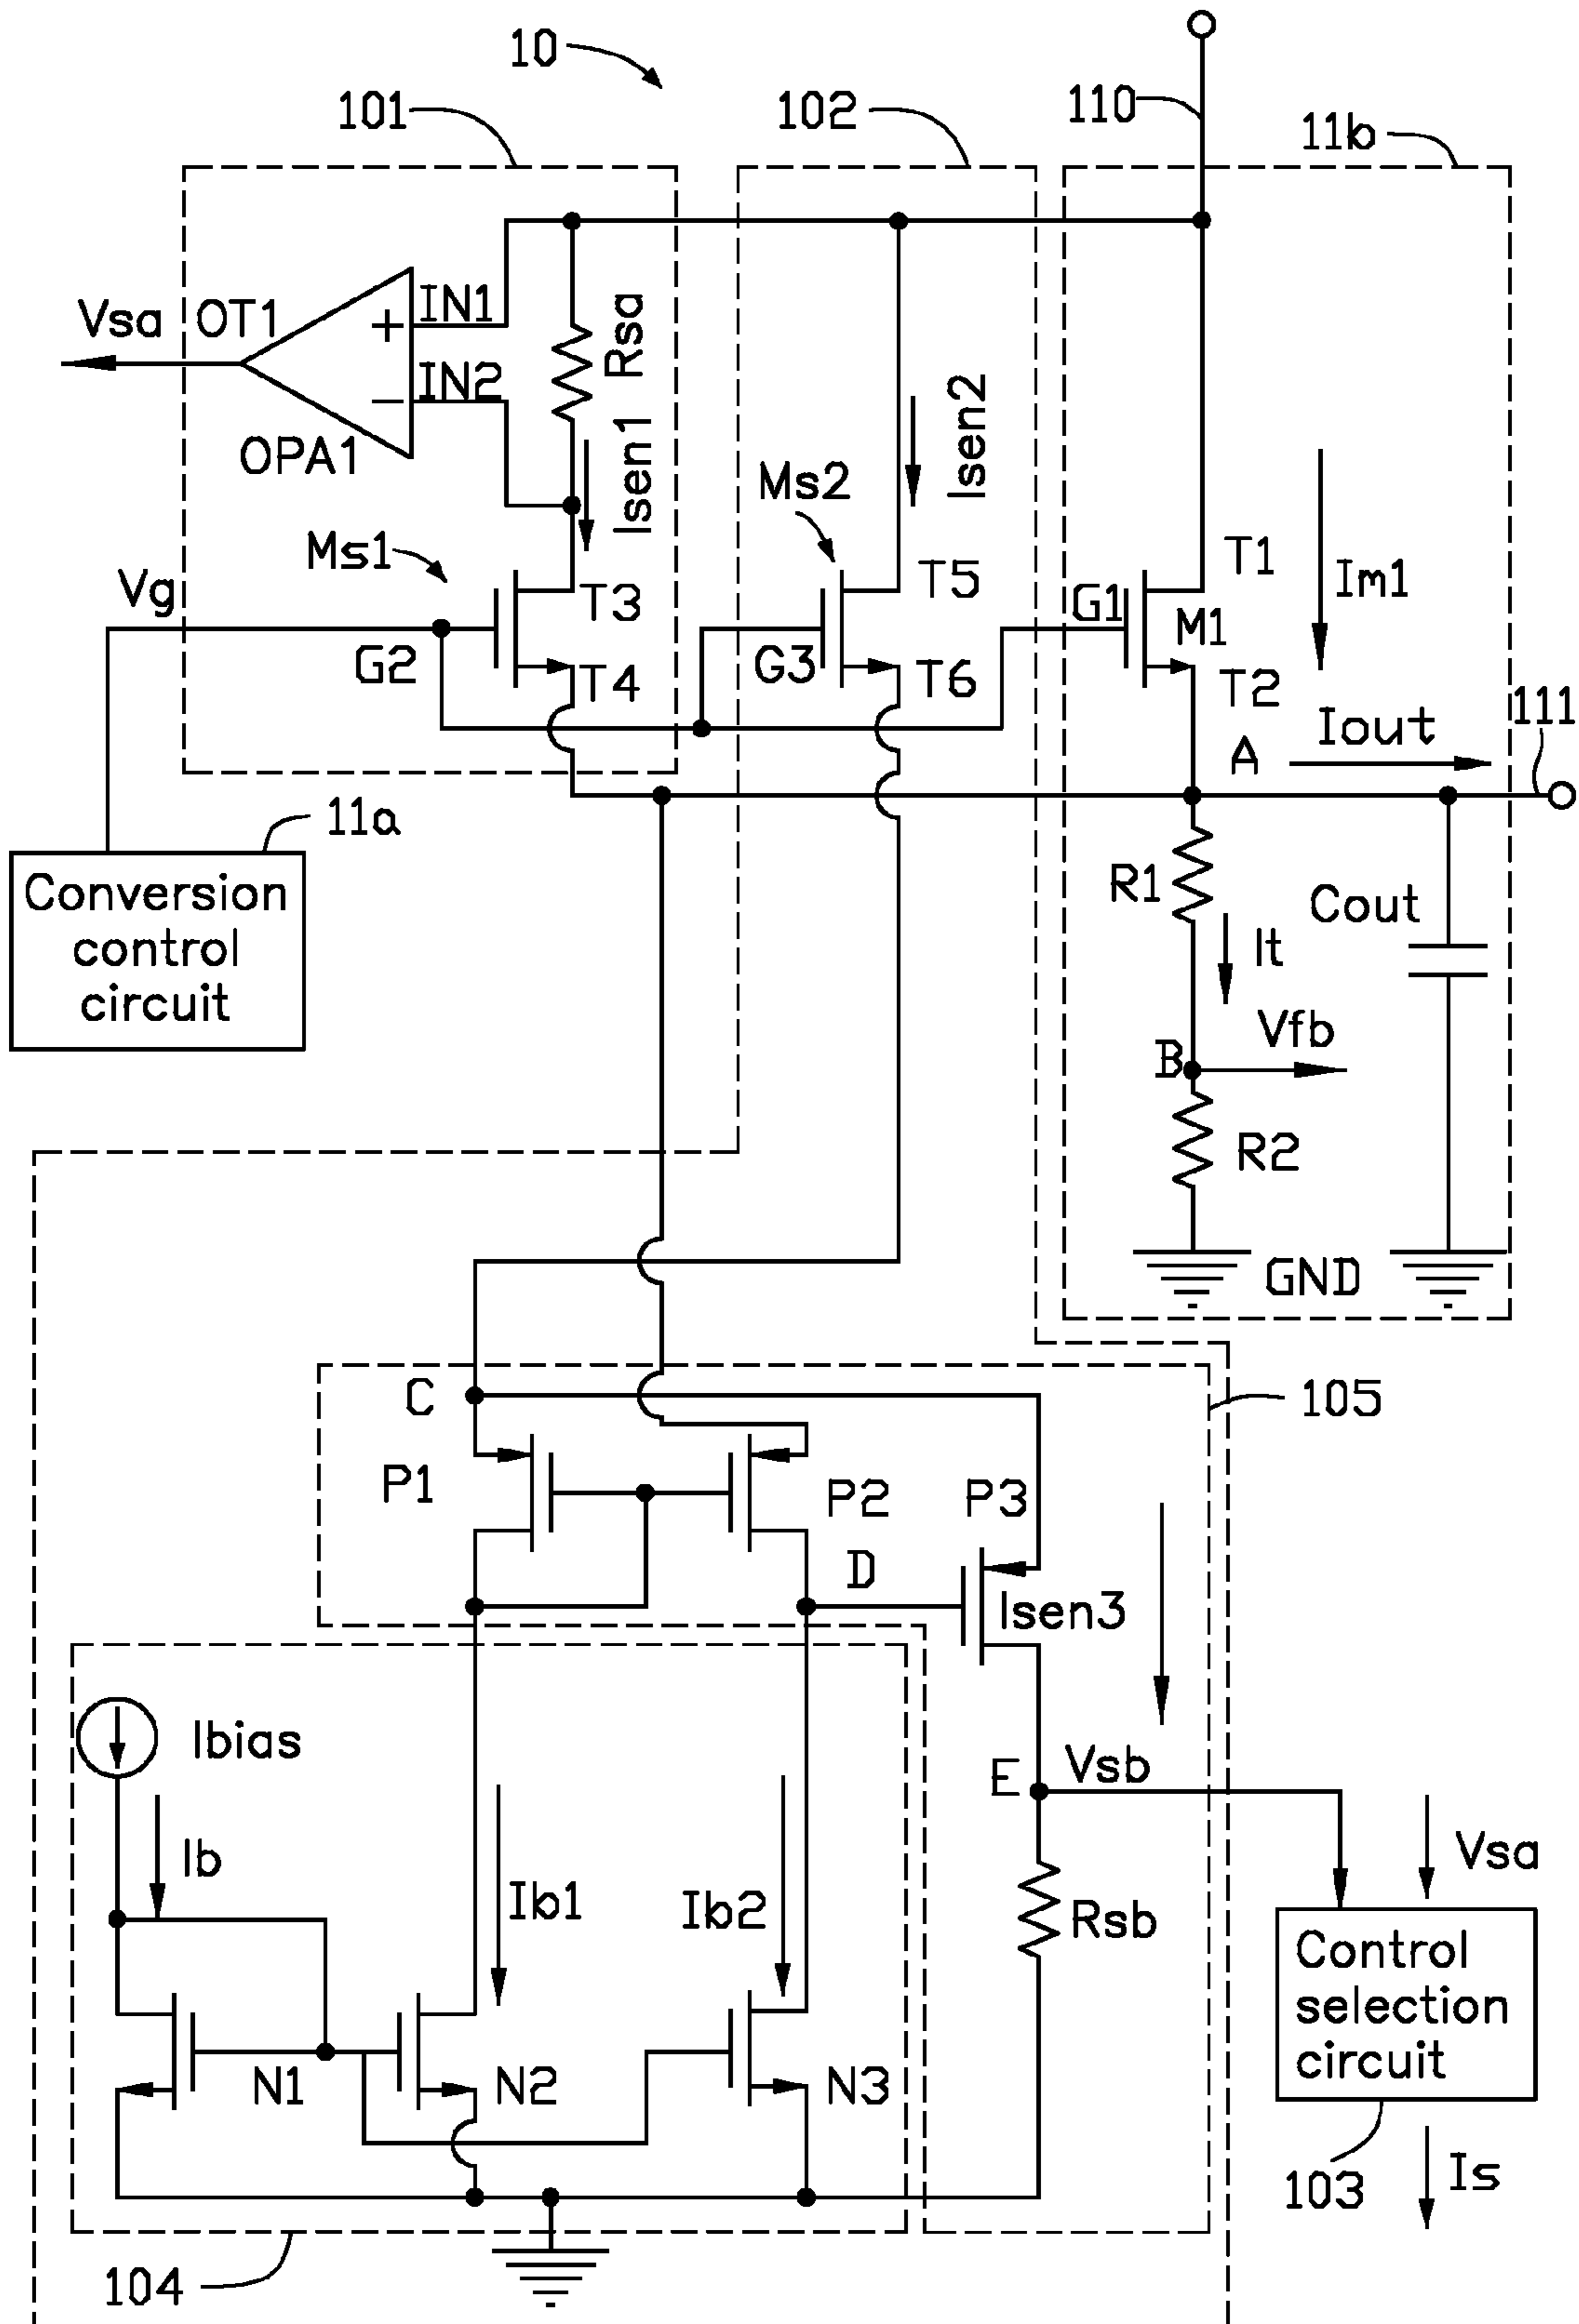 10
101
102
110
11b
Vsa
OT1
+
IN1
IN2
−
OPA1
Rsa
Isen1
Isen2
Ms1
Ms2
Vg
G2
T3
T4
G3
T5
T6
G1
M1
T1
T2
Im1
Iout
111
A
11a
Conversion
control
circuit
R1
It
Cout
B
Vfb
R2
GND
C
105
P1
P2
P3
D
Isen3
Ibias
E
Vsb
Ib
Ib1
Ib2
Rsb
Vsa
Control
selection
circuit
N1
N2
N3
103
Is
104